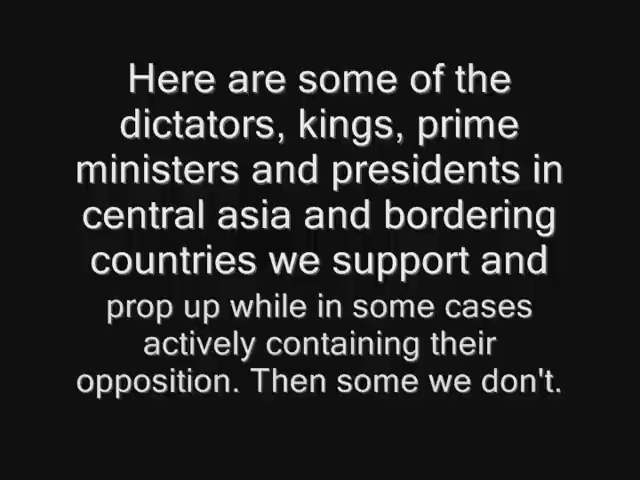 Here are some of the
dictators, kings, prime
ministers and presidents in
central asia and bordering
countries we support and
prop up while in some cases
actively containing their
opposition. Then some we don't.